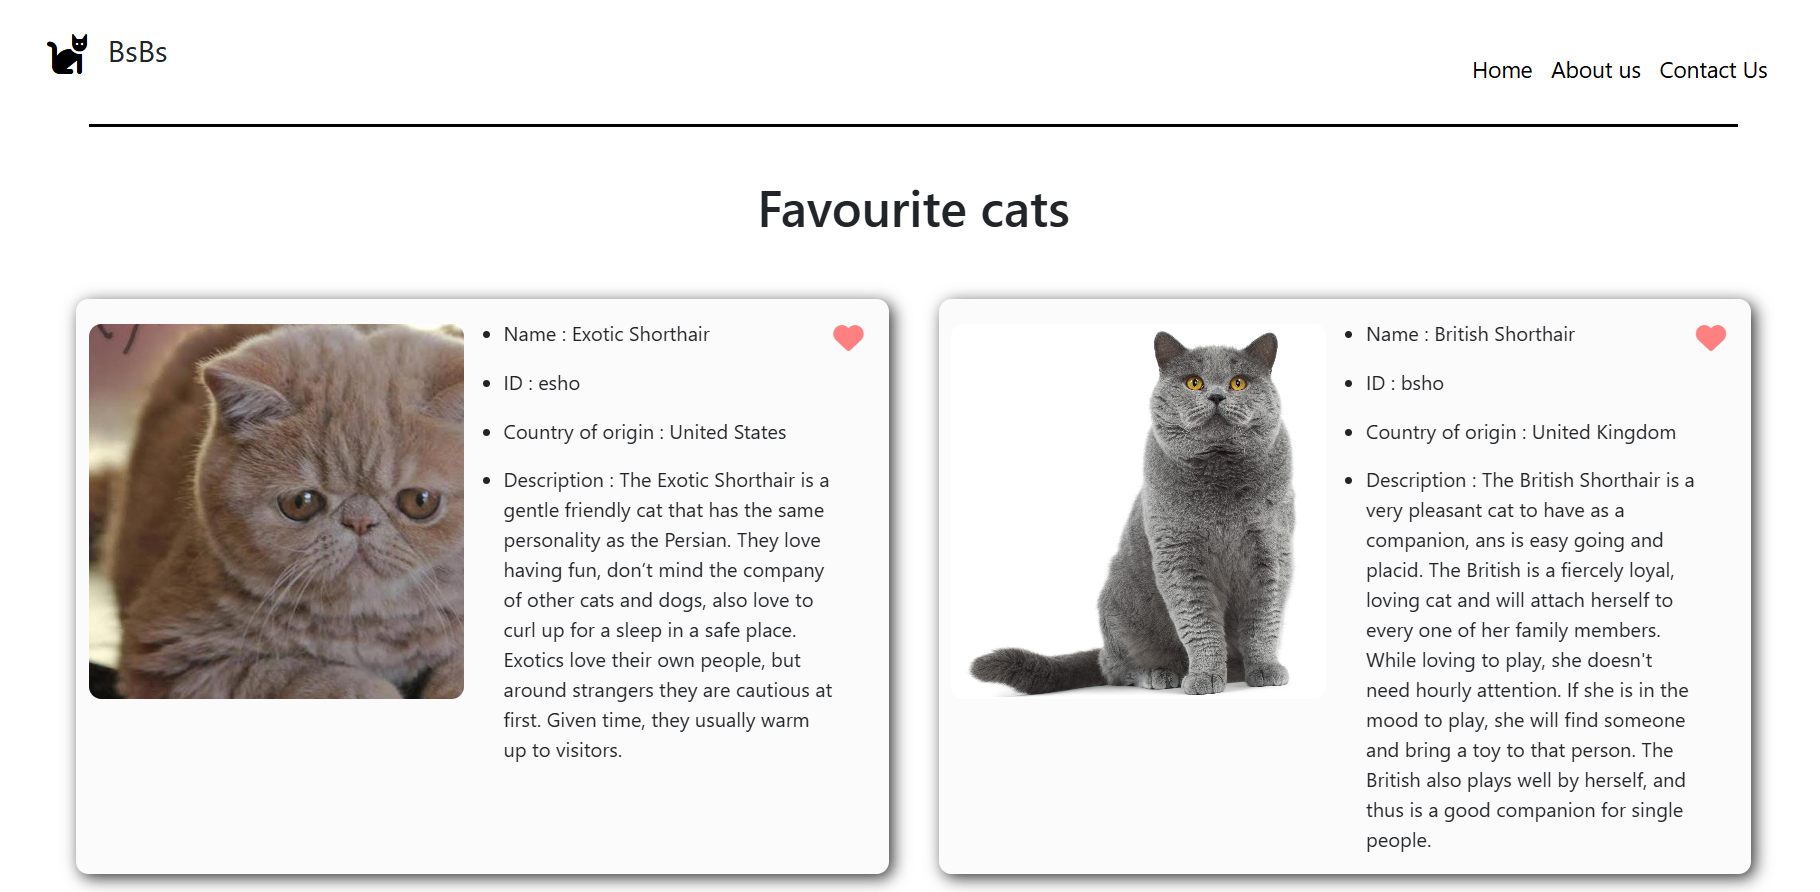 BsBs
Home About us Contact Us
Favourite cats
Name : Exotic Shorthair
ID : esho
Country of origin : United States
Description : The Exotic Shorthair is a
gentle friendly cat that has the same
personality as the Persian. They love
having fun, don’t mind the company
of other cats and dogs, also love to
curl up for a sleep in a safe place.
Exotics love their own people, but
around strangers they are cautious at
first. Given time, they usually warm
up to visitors.
Name : British Shorthair
ID : bsho
Country of origin : United Kingdom
Description : The British Shorthair is a
very pleasant cat to have as a
companion, ans is easy going and
placid. The British is a fiercely loyal,
loving cat and will attach herself to
every one of her family members.
While loving to play, she doesn't
need hourly attention. If she is in the
mood to play, she will find someone
and bring a toy to that person. The
British also plays well by herself, and
thus is a good companion for single
people.